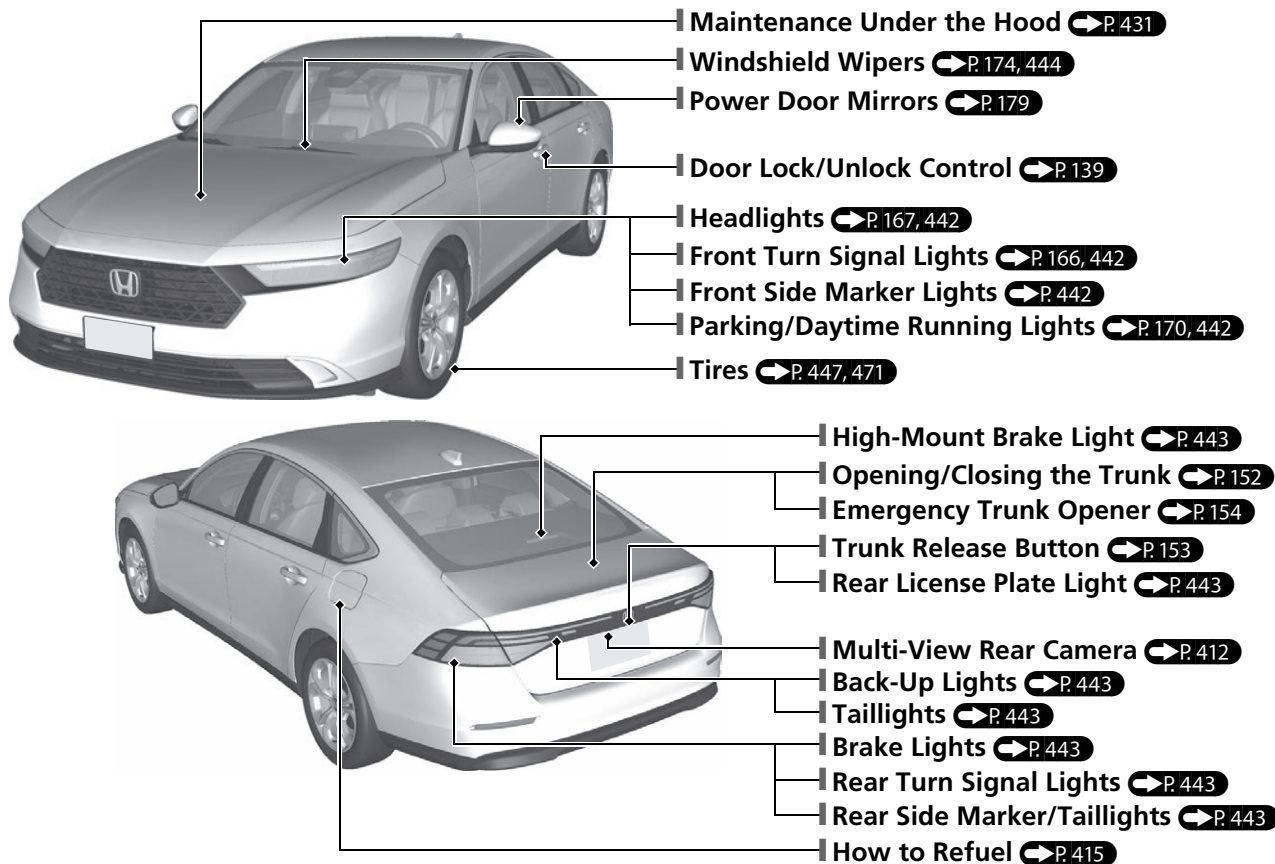 Maintenance Under the Hood P. 431
Windshield Wipers P. 174, 444
Power Door Mirrors P. 179
Door Lock/Unlock Control P. 139
Headlights P. 167, 442
Front Turn Signal Lights P. 166, 442
Front Side Marker Lights P. 442
Parking/Daytime Running Lights P. 170, 442
Tires P. 447, 471
High-Mount Brake Light P. 443
Opening/Closing the Trunk P. 152
Emergency Trunk Opener P. 154
Trunk Release Button P. 153
Rear License Plate Light P. 443
Multi-View Rear Camera P. 412
Back-Up Lights P. 443
Taillights P. 443
Brake Lights P. 443
Rear Turn Signal Lights P. 443
Rear Side Marker/Taillights P. 443
How to Refuel P. 415